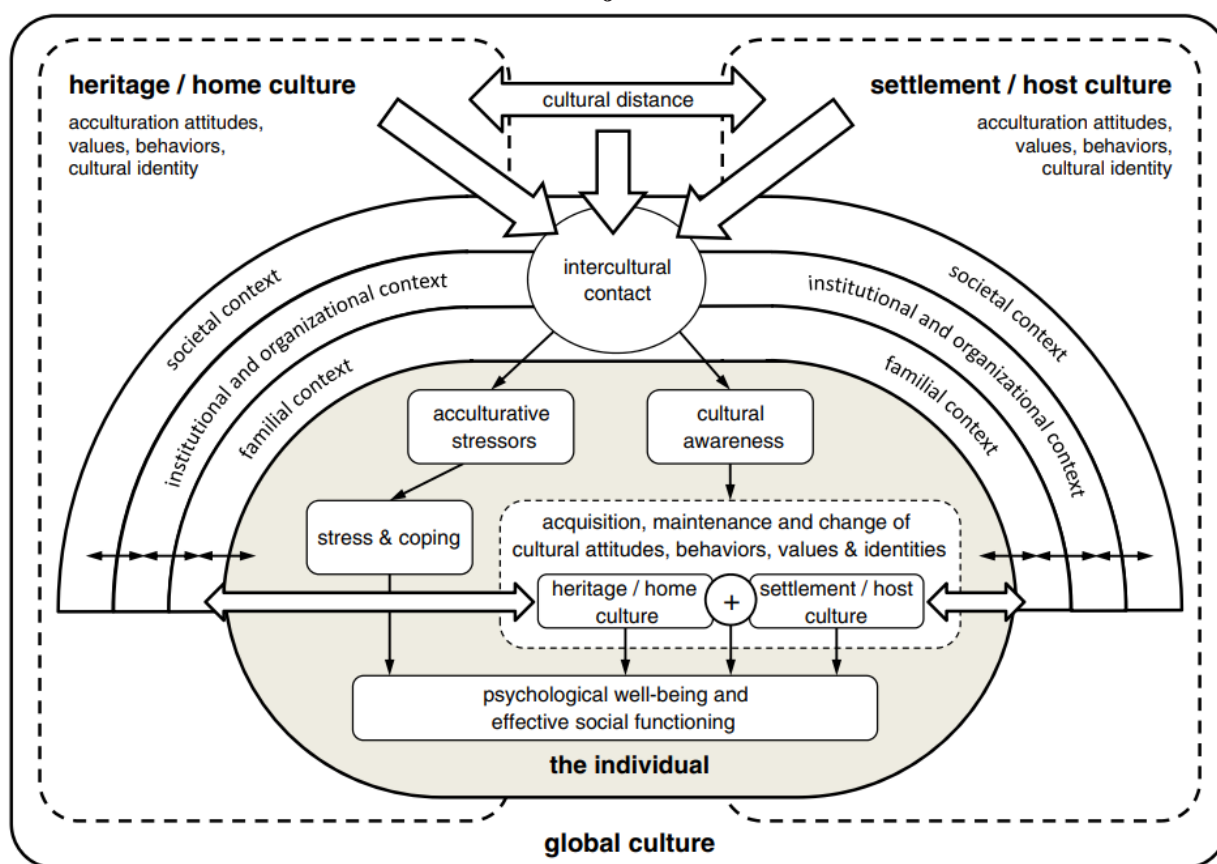 heritage / home culture
acculturation attitudes,
values, behaviors,
cultural identity
cultural distance
settlement / host culture
acculturation attitudes,
values, behaviors,
cultural identity
intercultural
contact
societal context
institutional and organizational context
familial context
societal context
institutional and organizational context
familial context
acculturative
stressors
cultural
awareness
stress & coping
acquisition, maintenance and change of
cultural attitudes, behaviors, values & identities
heritage / home
culture
+
settlement / host
culture
psychological well-being and
effective social functioning
the individual
global culture